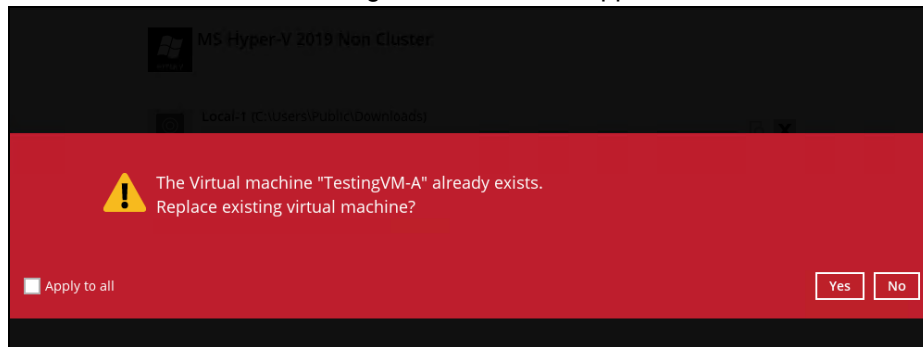 MS Hyper-V 2019 Non Cluster
Local-1 (C:\Users\Public\Downloads)
The Virtual machine "TestingVM-A" already exists.
Replace existing virtual machine?
Apply to all
Yes No